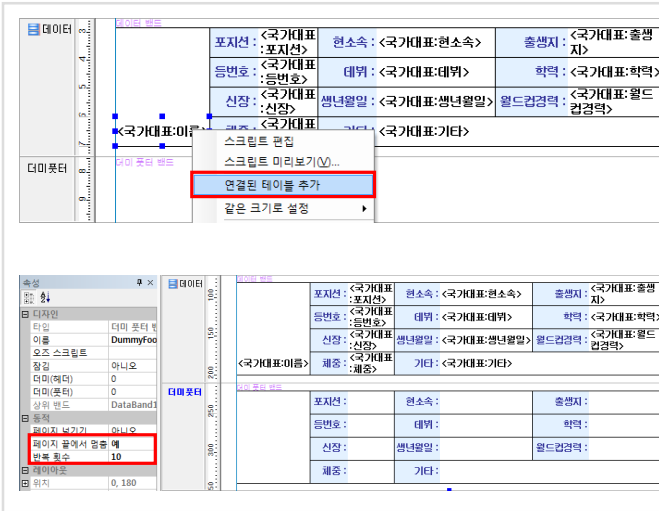 데이터
데이터 밴드
포지션 : <국가대표:포지션> 현소속 : <국가대표:현소속> 출생지 : <국가대표:출생지>
등번호 : <국가대표:등번호> 데뷔 : <국가대표:데뷔> 학력 : <국가대표:학력>
신장 : <국가대표:신장> 생년월일 : <국가대표:생년월일> 월드컵경력 : <국가대표:월드컵경력>
<국가대표:이름> 체중 : <국가대표 기타 : <국가대표:기타>
스크립트 편집
스크립트 미리보기(V)...
연결된 테이블 추가
같은 크기로 설정
더미풋터
더미 풋터 밴드
속성
디자인
타입 더미 풋터 밴
이름 DummyFoo
오즈 스크립트
잠김 아니오
더미(헤더) 0
더미(풋터) 0
상위 밴드 DataBand1
동적
페이지 넘기기 아니오
페이지 끝에서 멈춤 예
반복 횟수 10
레이아웃
위치 0, 180
데이터
데이터 밴드
포지션 : <국가대표:포지션> 현소속 : <국가대표:현소속> 출생지 : <국가대표:출생지>
등번호 : <국가대표:등번호> 데뷔 : <국가대표:데뷔> 학력 : <국가대표:학력>
신장 : <국가대표:신장> 생년월일 : <국가대표:생년월일> 월드컵경력 : <국가대표:월드컵경력>
<국가대표:이름> 체중 : <국가대표:체중> 기타 : <국가대표:기타>
더미풋터
더미 풋터 밴드
포지션 : 현소속 : 출생지 :
등번호 : 데뷔 : 학력 :
신장 : 생년월일 : 월드컵경력 :
체중 : 기타 :